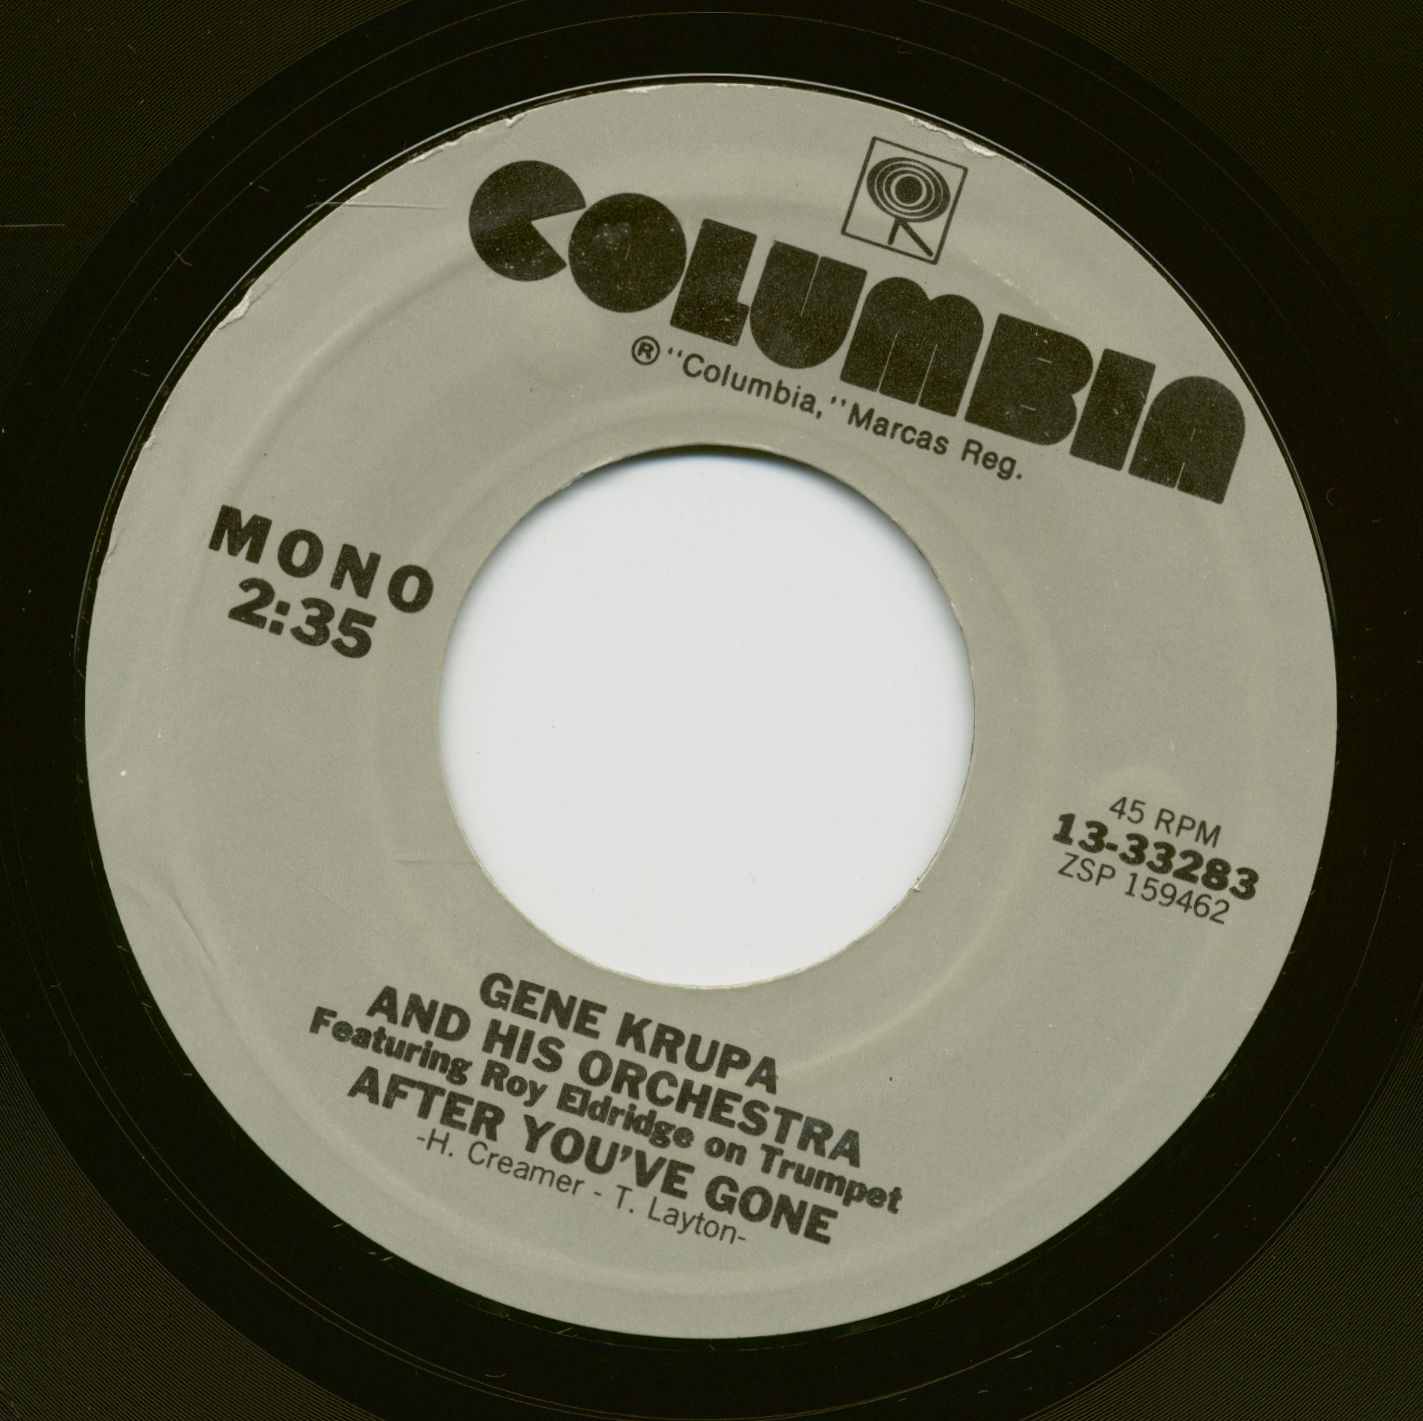 COLUMBIA
® "Columbia," Marcas Reg.
MONO
2:35
45 RPM
13-33283
ZSP 159462
GENE KRUPA
AND HIS ORCHESTRA
Featuring Roy Eldridge on Trumpet
AFTER YOU'VE GONE
-H. Creamer - T. Layton-